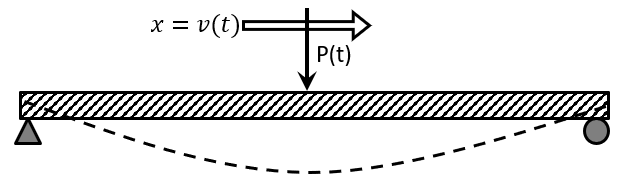 x = v(t)
P(t)